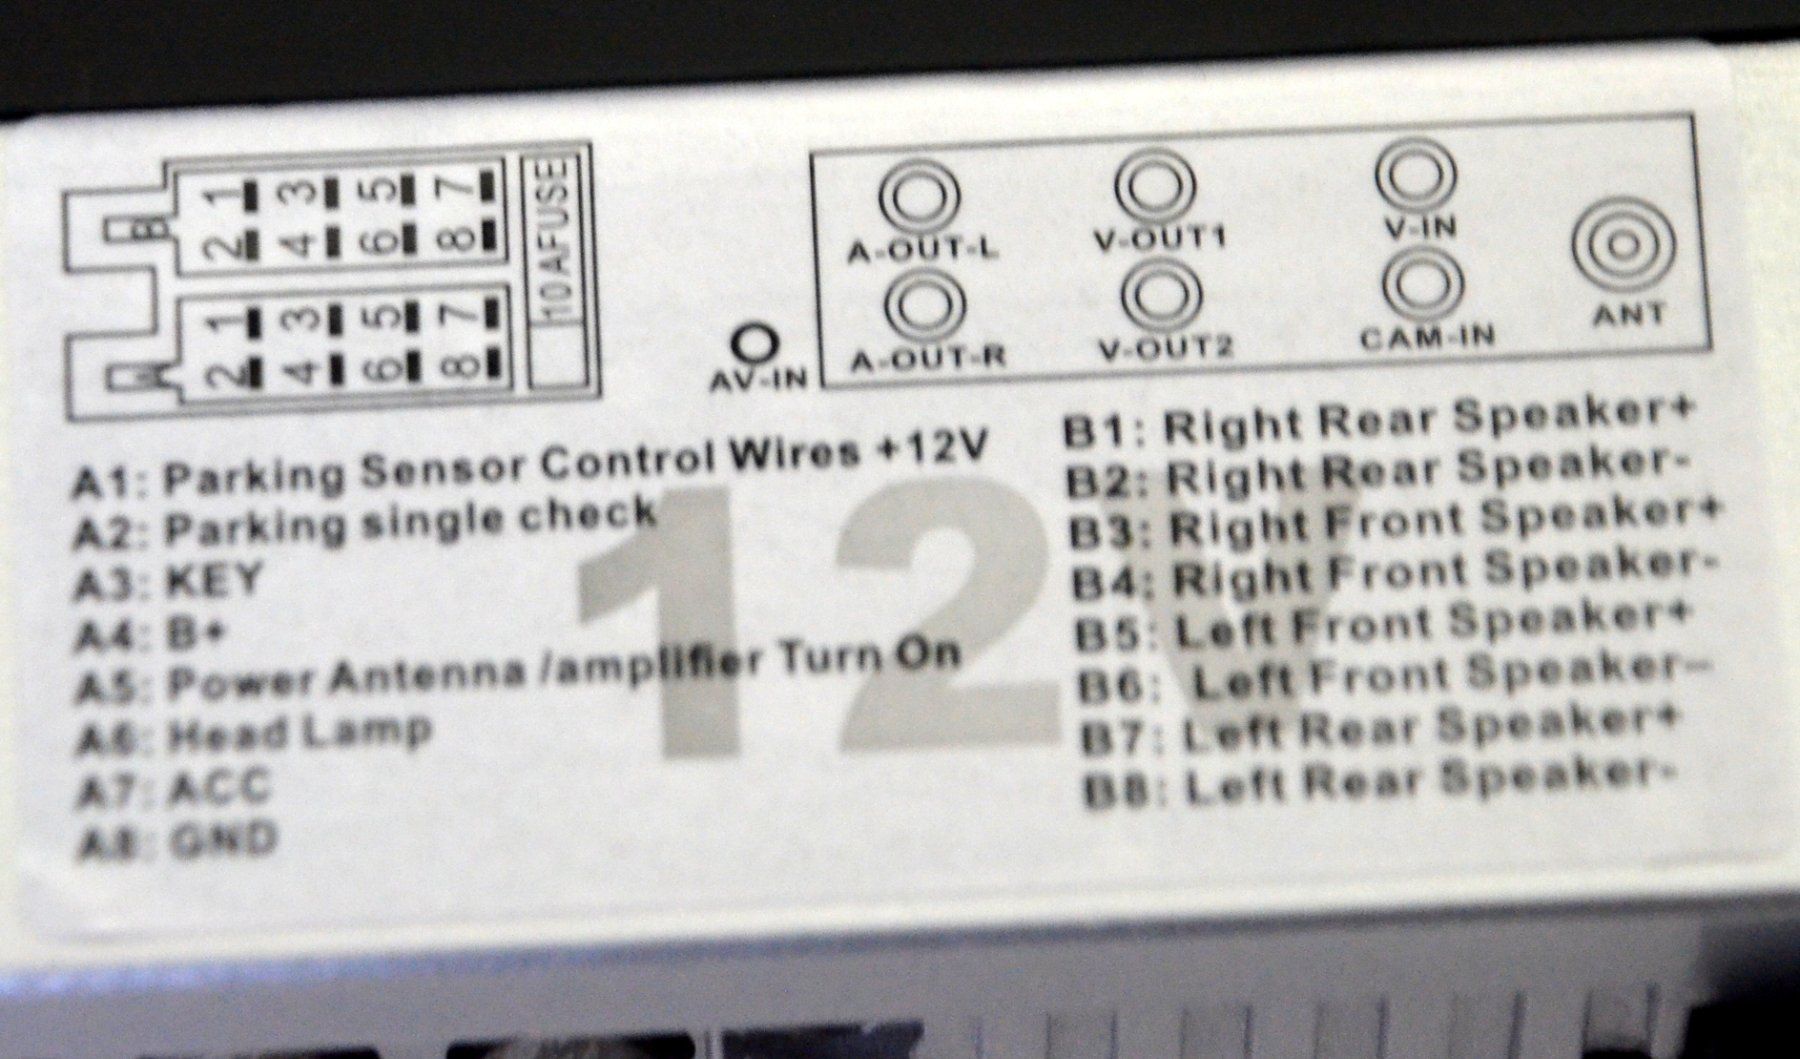 1 3 5 7
B
2 4 6 8
10AFUSE
1 3 5 7
A
2 4 6 8
A-OUT-L V-OUT1 V-IN
A-OUT-R V-OUT2 CAM-IN ANT
AV-IN
A1: Parking Sensor Control Wires +12V
A2: Parking single check
A3: KEY
A4: B+
A5: Power Antenna /amplifier Turn On
A6: Head Lamp
A7: ACC
A8: GND
B1: Right Rear Speaker+
B2: Right Rear Speaker-
B3: Right Front Speaker+
B4: Right Front Speaker-
B5: Left Front Speaker+
B6: Left Front Speaker-
B7: Left Rear Speaker+
B8: Left Rear Speaker-
12V